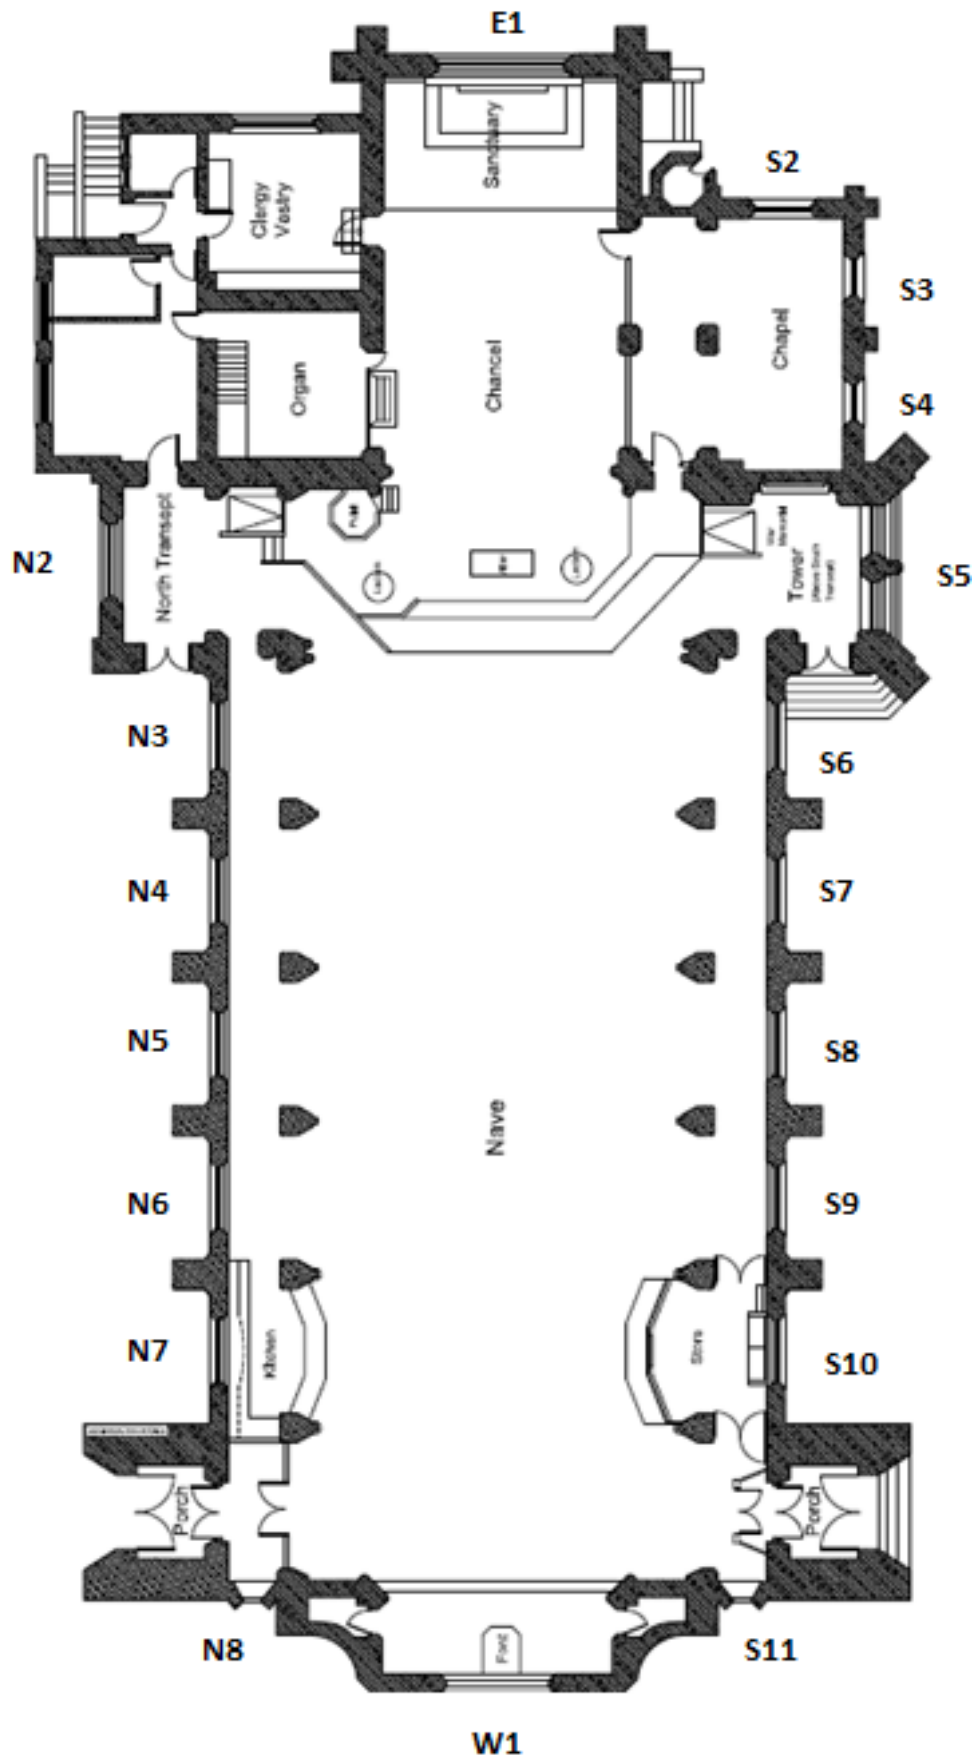 E1
Sanctuary
S2
Clergy
Vestry
S3
Chapel
Organ
Chancel
S4
N2
North Transept
Tower
S5
N3
S6
N4
S7
N5
S8
Nave
N6
S9
N7
Kitchen
Store
S10
Porch
Porch
N8
Font
S11
W1